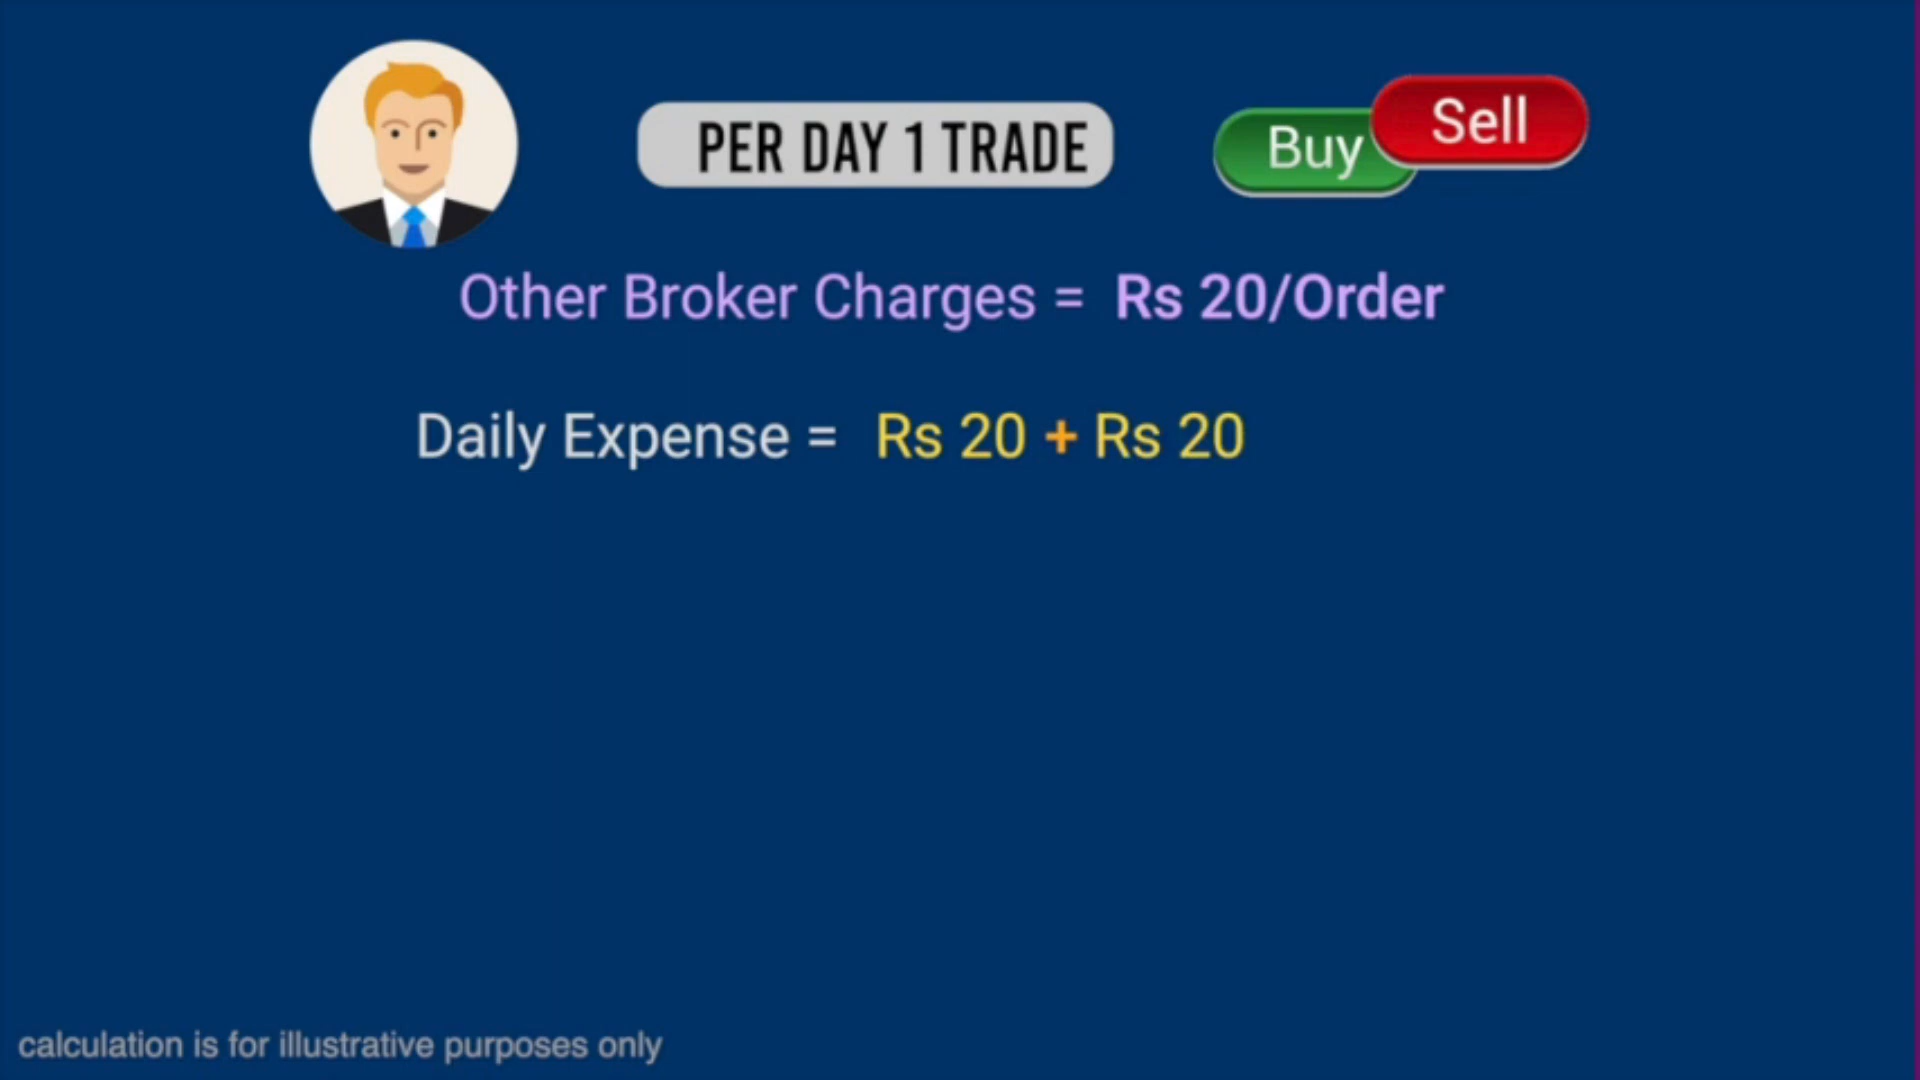 PER DAY 1 TRADE
Buy
Sell
Other Broker Charges = Rs 20/Order
Daily Expense = Rs 20 + Rs 20
calculation is for illustrative purposes only